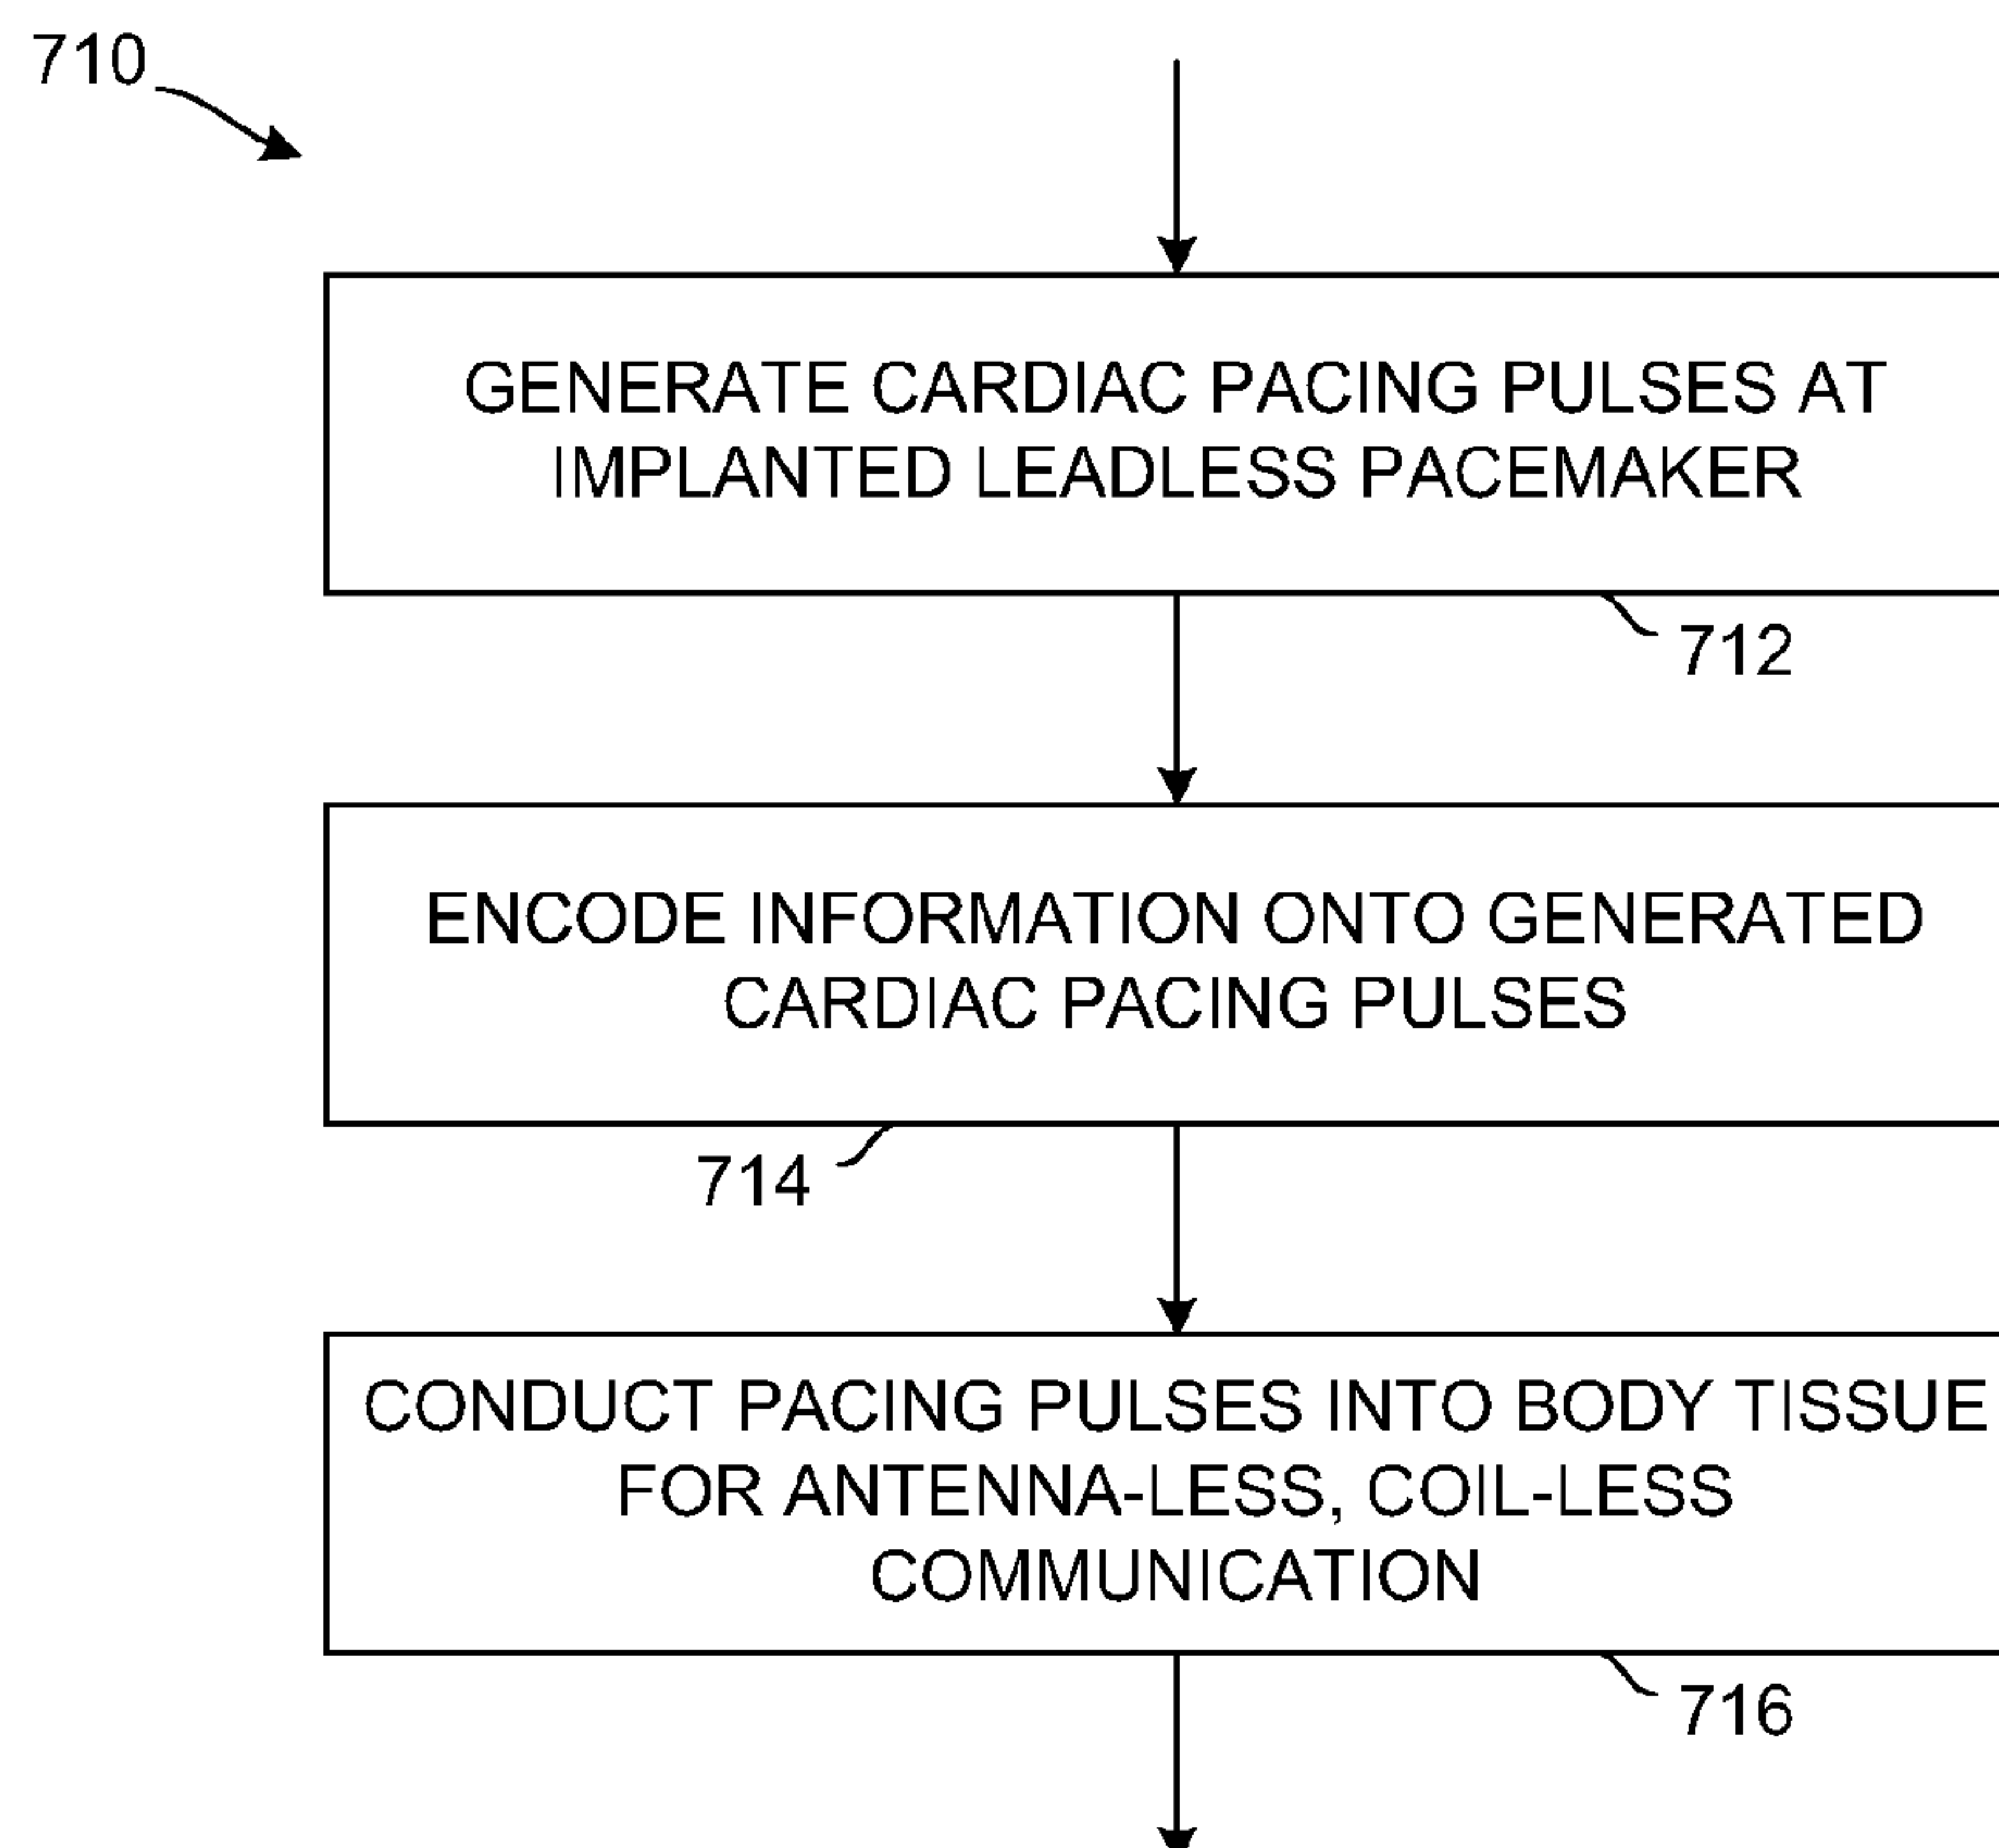 710
GENERATE CARDIAC PACING PULSES AT
IMPLANTED LEADLESS PACEMAKER
712
ENCODE INFORMATION ONTO GENERATED
CARDIAC PACING PULSES
714
CONDUCT PACING PULSES INTO BODY TISSUE
FOR ANTENNA-LESS, COIL-LESS
COMMUNICATION
716